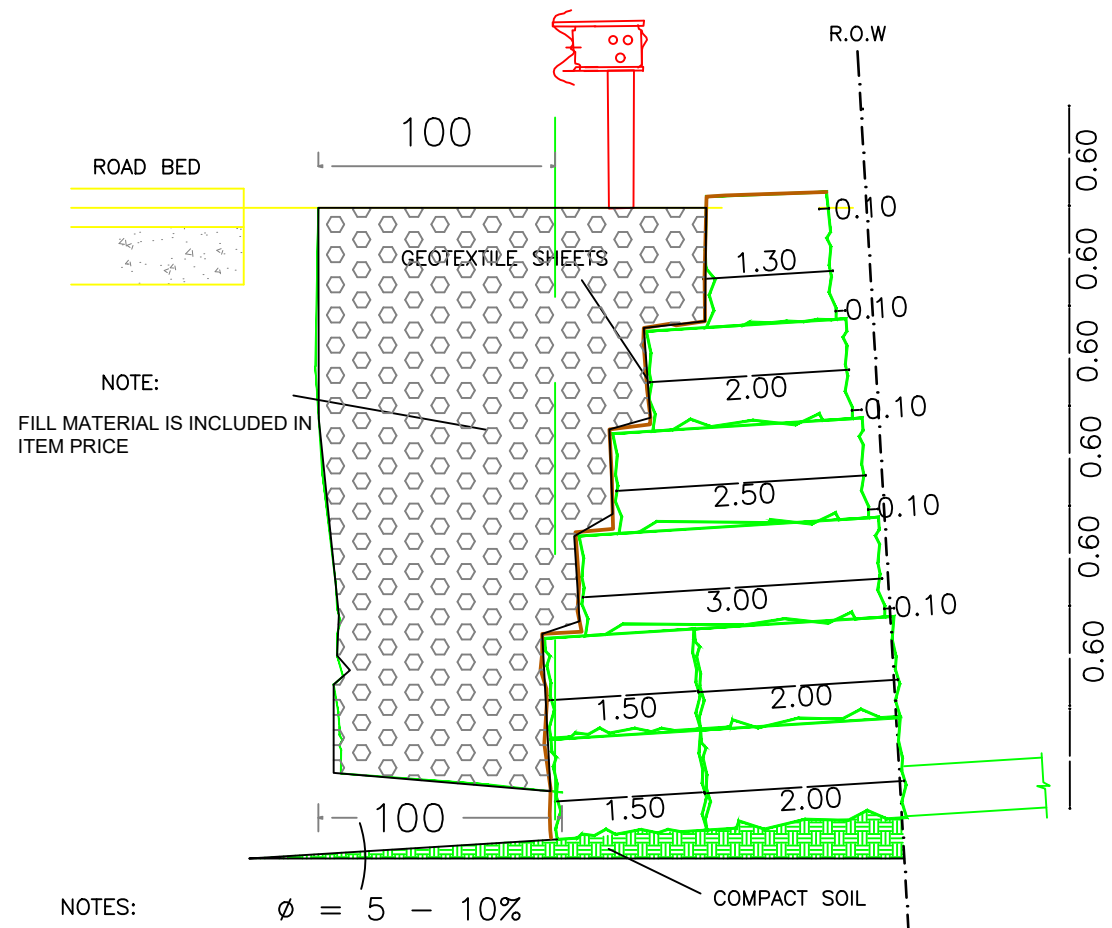 R.O.W
100
ROAD BED
0.60
0.10
GEOTEXTILE SHEETS
1.30
0.60
0.10
NOTE:
2.00
0.60
FILL MATERIAL IS INCLUDED IN
ITEM PRICE
0.10
0.60
2.50
0.10
0.60
3.00
0.10
0.60
1.50
2.00
100
1.50
2.00
COMPACT SOIL
NOTES:
ø = 5 - 10%